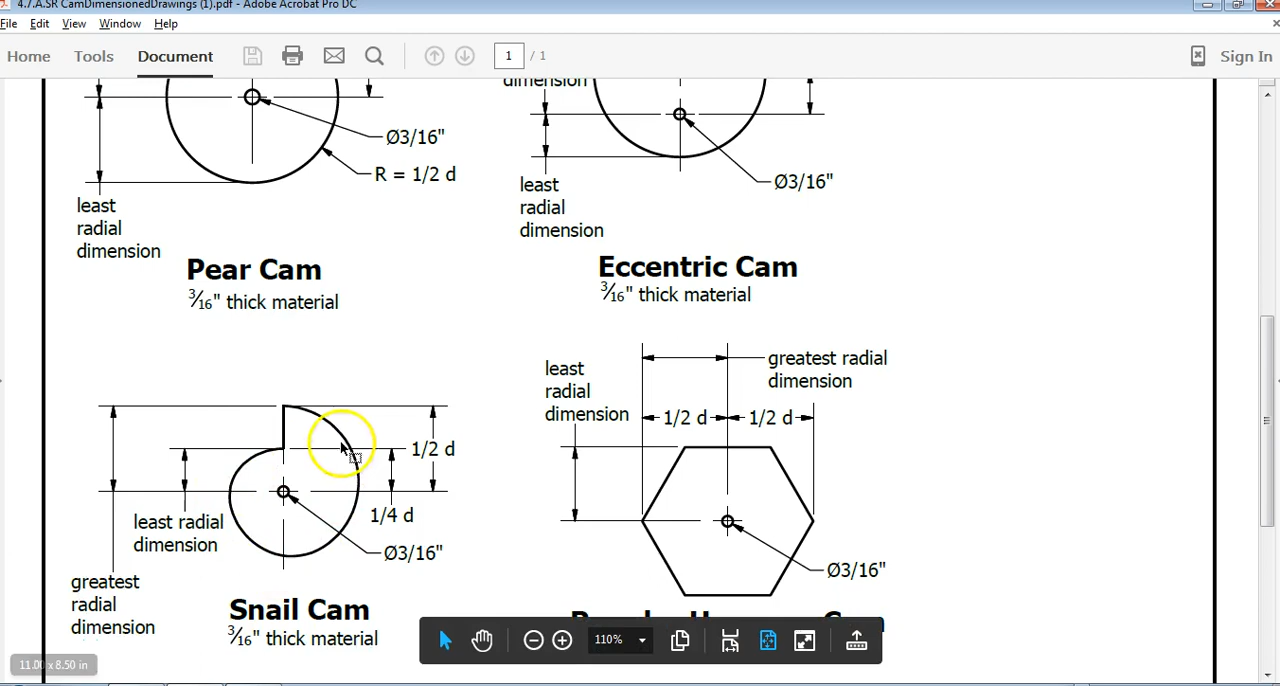 4.7.A.SR CamDimensionedDrawings (1).pdf - Adobe Acrobat Pro DC
File Edit View Window Help
Home Tools Document 1 / 1 Sign In
dimension
Ø3/16"
R = 1/2 d
least
radial
dimension
Pear Cam
3/16" thick material
Ø3/16"
least
radial
dimension
Eccentric Cam
3/16" thick material
1/2 d
1/4 d
least radial
dimension
Ø3/16"
greatest
radial
dimension
Snail Cam
3/16" thick material
least
radial
dimension
greatest radial
dimension
1/2 d 1/2 d
Ø3/16"
110%
11.00 x 8.50 in